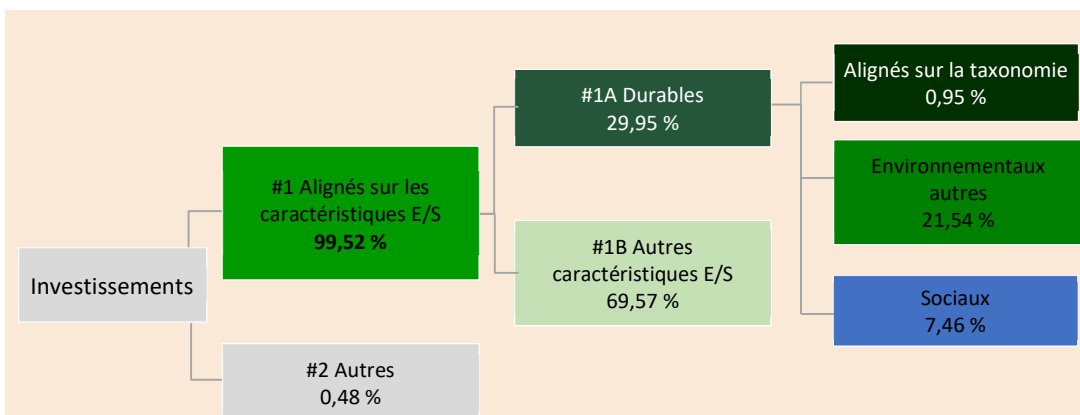 Investissements
#1 Alignés sur les
caractéristiques E/S
99,52 %
#2 Autres
0,48 %
#1A Durables
29,95 %
#1B Autres
caractéristiques E/S
69,57 %
Alignés sur la taxonomie
0,95 %
Environnementaux
autres
21,54 %
Sociaux
7,46 %